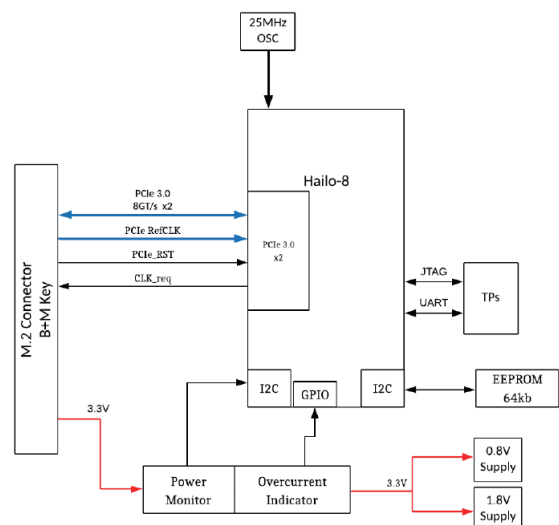 25MHz
OSC
Hailo-8
PCIe 3.0
8GT/s x2
PCIe RefCLK
PCIe_RST
CLK_req
PCIe 3.0
x2
M.2 Connector
B+M Key
JTAG
UART
TPs
I2C
GPIO
I2C
EEPROM
64kb
3.3V
Power
Monitor
Overcurrent
Indicator
3.3V
0.8V
Supply
1.8V
Supply